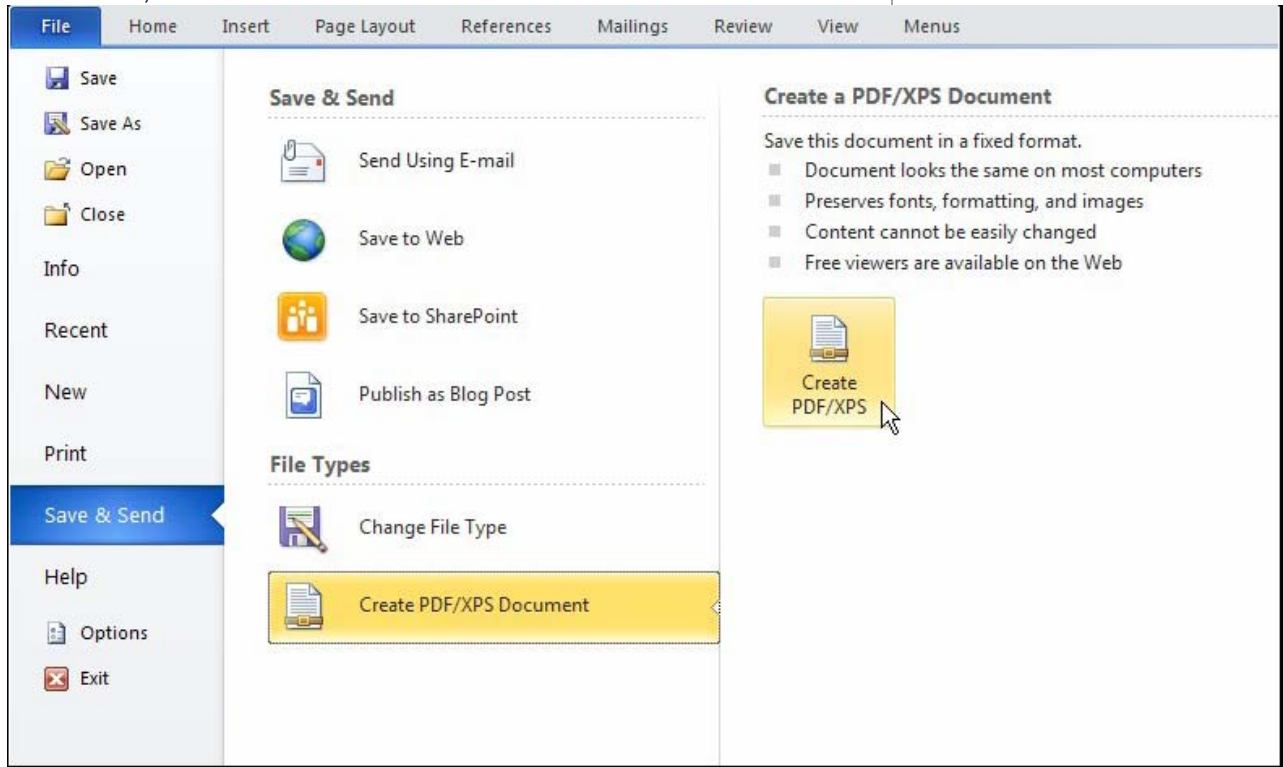 File Home Insert Page Layout References Mailings Review View Menus
Save
Save As
Open
Close
Info
Recent
New
Print
Save & Send
Help
Options
Exit
Save & Send
Send Using E-mail
Save to Web
Save to SharePoint
Publish as Blog Post
File Types
Change File Type
Create PDF/XPS Document
Create a PDF/XPS Document
Save this document in a fixed format.
Document looks the same on most computers
Preserves fonts, formatting, and images
Content cannot be easily changed
Free viewers are available on the Web
Create
PDF/XPS